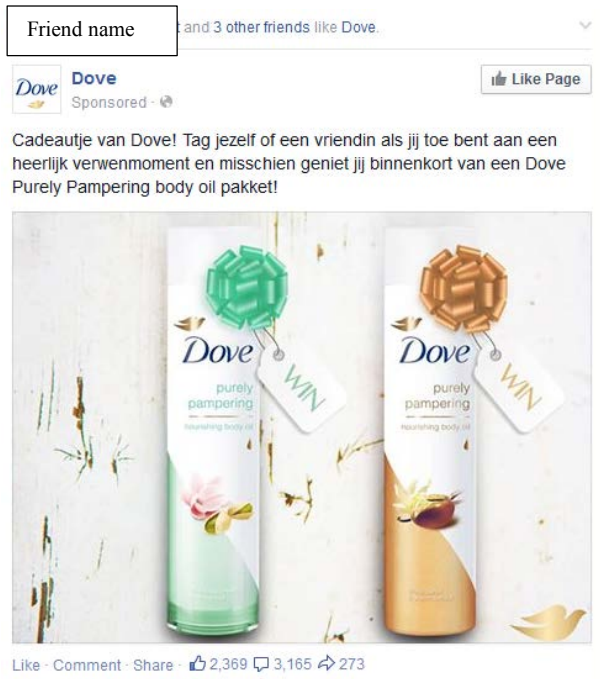 Friend name
and 3 other friends like Dove.
Dove
Dove
Sponsored ·
Like Page
Cadeautje van Dove! Tag jezelf of een vriendin als jij toe bent aan een
heerlijk verwenmoment en misschien geniet jij binnenkort van een Dove
Purely Pampering body oil pakket!
Dove
WIN
purely
pampering
nourishing body oil
Dove
WIN
purely
pampering
nourishing body oil
Like · Comment · Share · 2,369 3,165 273